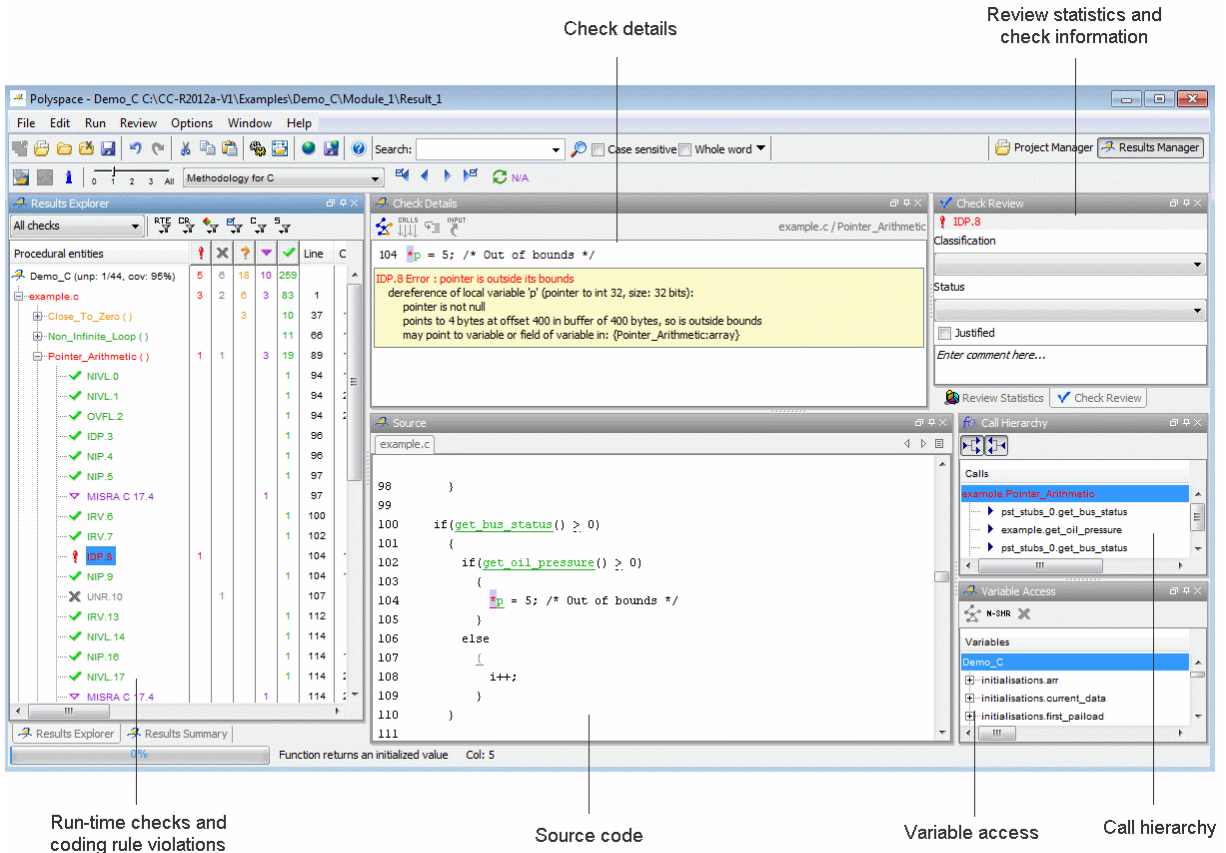 Check details
Review statistics and
check information
Polyspace - Demo_C C:\CC-R2012a-V1\Examples\Demo_C\Module_1\Result_1
File Edit Run Review Options Window Help
Search: Case sensitive Whole word Project Manager Results Manager
0 1 2 3 All Methodology for C N/A
Results Explorer
All checks RTE CR C S
Procedural entities ! X ? Line C
Demo_C (unp: 1/44, cov: 95%) 5 6 18 10 259
example.c 3 2 6 3 83 1
Close_To_Zero () 3 10 37
Non_Infinite_Loop () 11 66
Pointer_Arithmetic () 1 1 3 19 89
NIVL.0 1 94
NIVL.1 1 94
OVFL.2 1 94
IDP.3 1 96
NIP.4 1 96
NIP.5 1 97
MISRA C 17.4 1 97
IRV.6 1 100
IRV.7 1 102
IDP.8 1 104
NIP.9 1 104
UNR.10 1 107
IRV.13 1 112
NIVL.14 1 114
NIP.16 1 114
NIVL.17 1 114
MISRA C 17.4 1 114
Results Explorer Results Summary
0% Function returns an initialized value Col: 5
Check Details
CALLS INPUT example.c / Pointer_Arithmetic
104 *p = 5; /* Out of bounds */
IDP.8 Error : pointer is outside its bounds
dereference of local variable 'p' (pointer to int 32, size: 32 bits):
pointer is not null
points to 4 bytes at offset 400 in buffer of 400 bytes, so is outside bounds
may point to variable or field of variable in: {Pointer_Arithmetic:array}
Source
example.c
98 }
99
100 if(get_bus_status() > 0)
101 {
102 if(get_oil_pressure() > 0)
103 {
104 *p = 5; /* Out of bounds */
105 }
106 else
107 {
108 i++;
109 }
110 }
111
Check Review
IDP.8
Classification
Status
Justified
Enter comment here...
Review Statistics Check Review
Call Hierarchy
Calls
example.Pointer_Arithmetic
pst_stubs_0.get_bus_status
example.get_oil_pressure
pst_stubs_0.get_bus_status
Variable Access
N-SHR
Variables
Demo_C
initialisations.arr
initialisations.current_data
initialisations.first_paiload
Run-time checks and
coding rule violations
Source code
Variable access
Call hierarchy